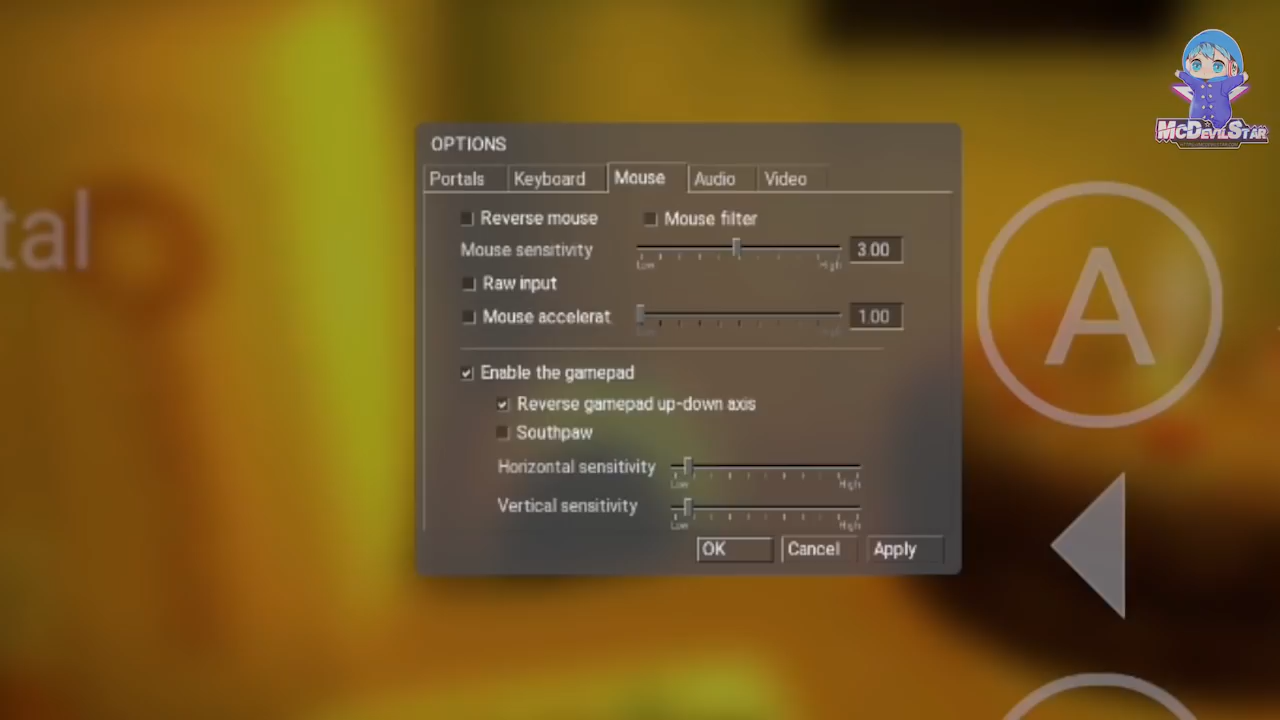 McDevilStar
OPTIONS
Portals Keyboard Mouse Audio Video
Reverse mouse Mouse filter
Mouse sensitivity Low High 3.00
Raw input
Mouse accelerat 1.00
Enable the gamepad
Reverse gamepad up-down axis
Southpaw
Horizontal sensitivity Low High
Vertical sensitivity Low High
OK Cancel Apply
tal
A